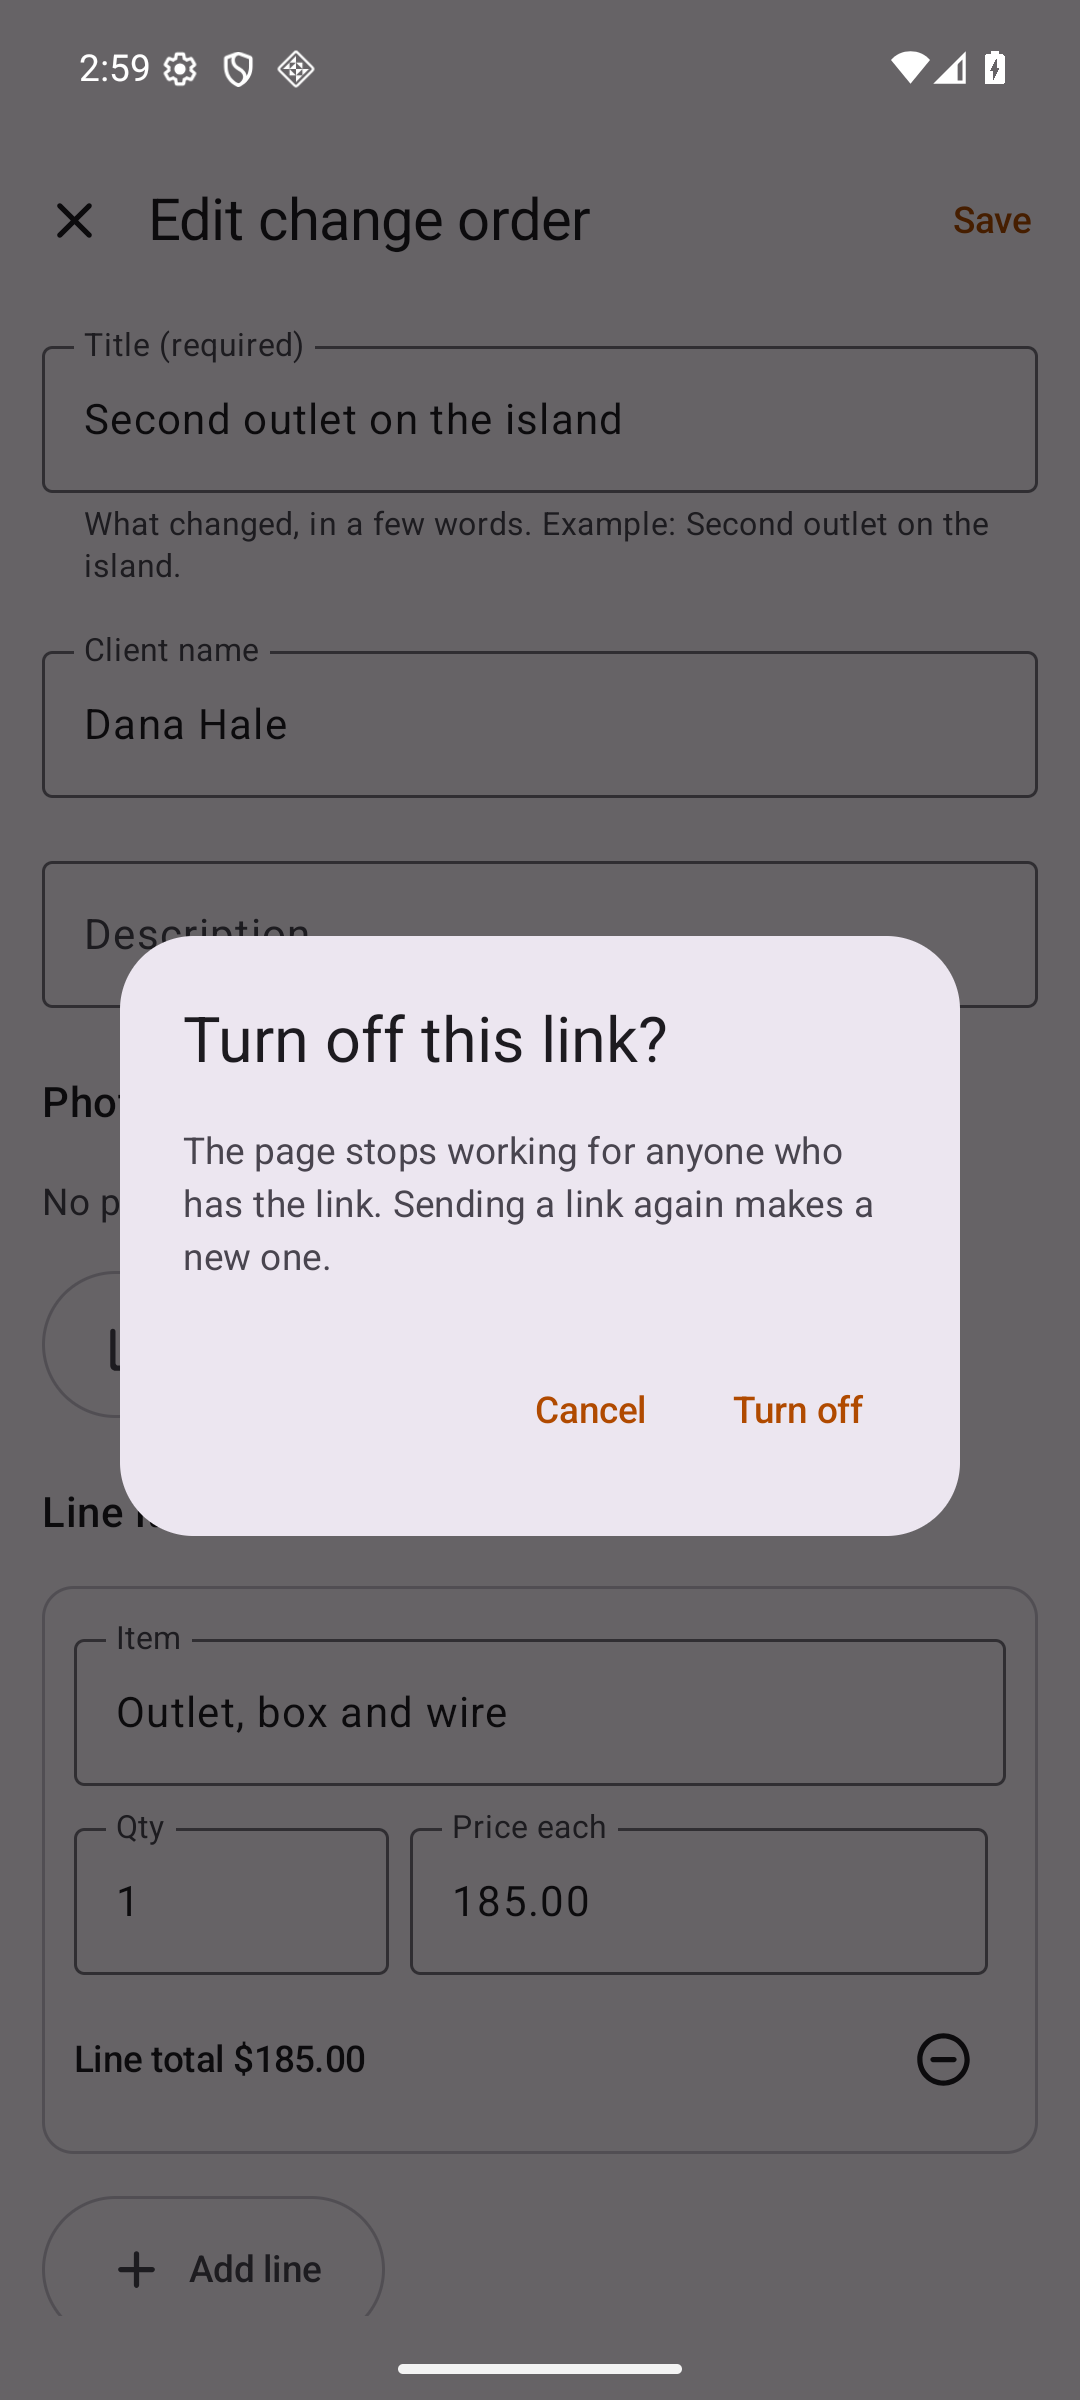 2:59
Edit change order
Save
Title (required)
Second outlet on the island
What changed, in a few words. Example: Second outlet on the
island.
Client name
Dana Hale
Description
Turn off this link?
The page stops working for anyone who
has the link. Sending a link again makes a
new one.
Cancel
Turn off
No p
Line
Item
Outlet, box and wire
Qty
1
Price each
185.00
Line total $185.00
Add line